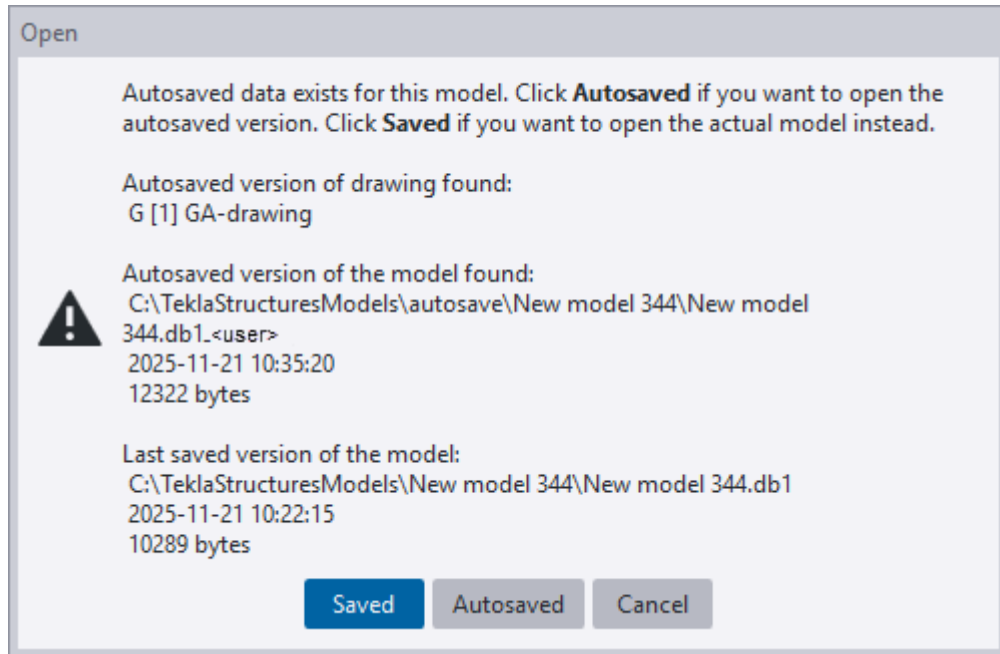 Open
Autosaved data exists for this model. Click Autosaved if you want to open the
autosaved version. Click Saved if you want to open the actual model instead.
Autosaved version of drawing found:
G [1] GA-drawing
Autosaved version of the model found:
C:\TeklaStructuresModels\autosave\New model 344\New model
344.db1_<user>
2025-11-21 10:35:20
12322 bytes
Last saved version of the model:
C:\TeklaStructuresModels\New model 344\New model 344.db1
2025-11-21 10:22:15
10289 bytes
Saved Autosaved Cancel